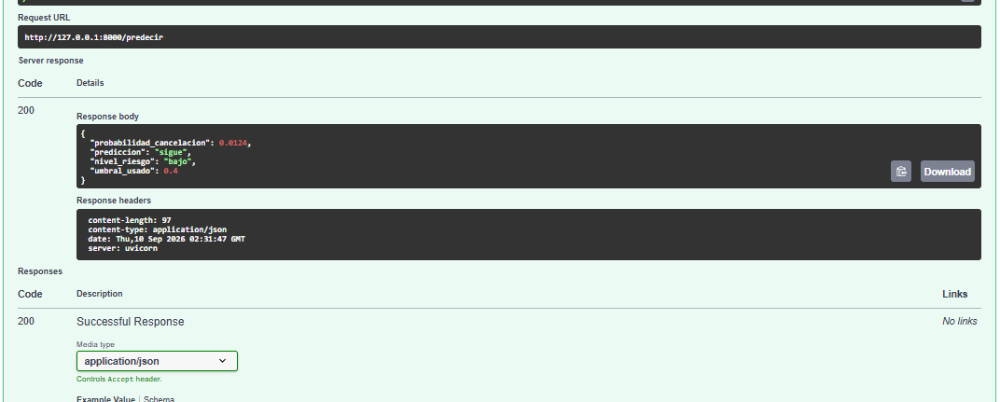 Request URL
http://127.0.0.1:8000/predecir
Server response
Code Details
200
Response body
{
"probabilidad_cancelacion": 0.0124,
"prediccion": "sigue",
"nivel_riesgo": "bajo",
"umbral_usado": 0.4
}
Download
Response headers
content-length: 97
content-type: application/json
date: Thu,10 Sep 2026 02:31:47 GMT
server: uvicorn
Responses
Code Description Links
200 Successful Response No links
Media type
application/json
Controls Accept header.
Example Value | Schema